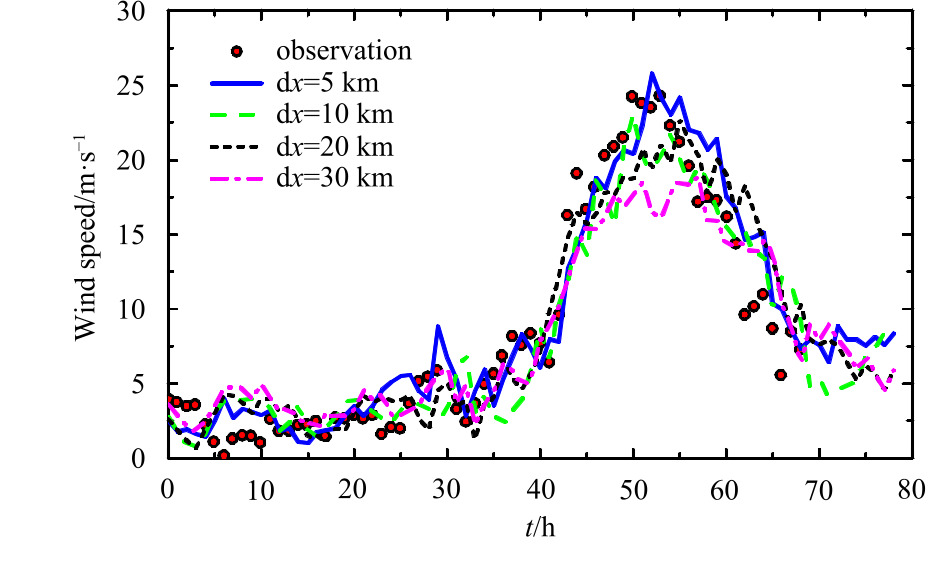 30
25
20
15
10
5
0
Wind speed/m·s⁻¹
observation
dx=5 km
dx=10 km
dx=20 km
dx=30 km
0 10 20 30 40 50 60 70 80
t/h